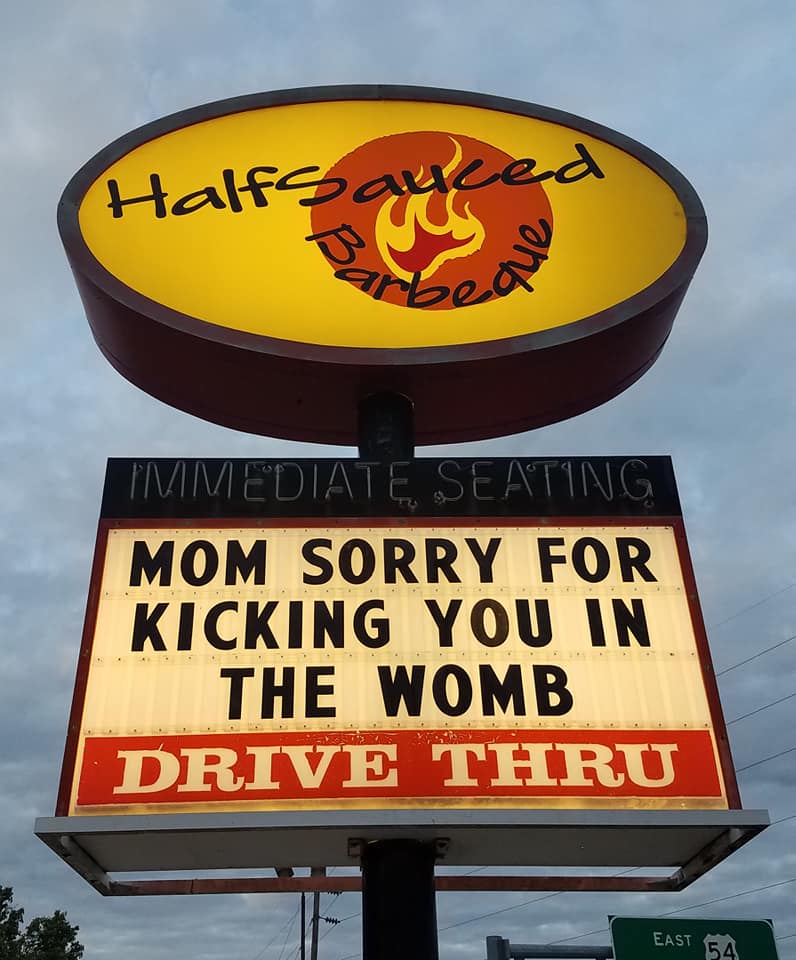 HalfSauced
Barbeque
IMMEDIATE SEATING
MOM SORRY FOR
KICKING YOU IN
THE WOMB
DRIVE THRU
EAST 54